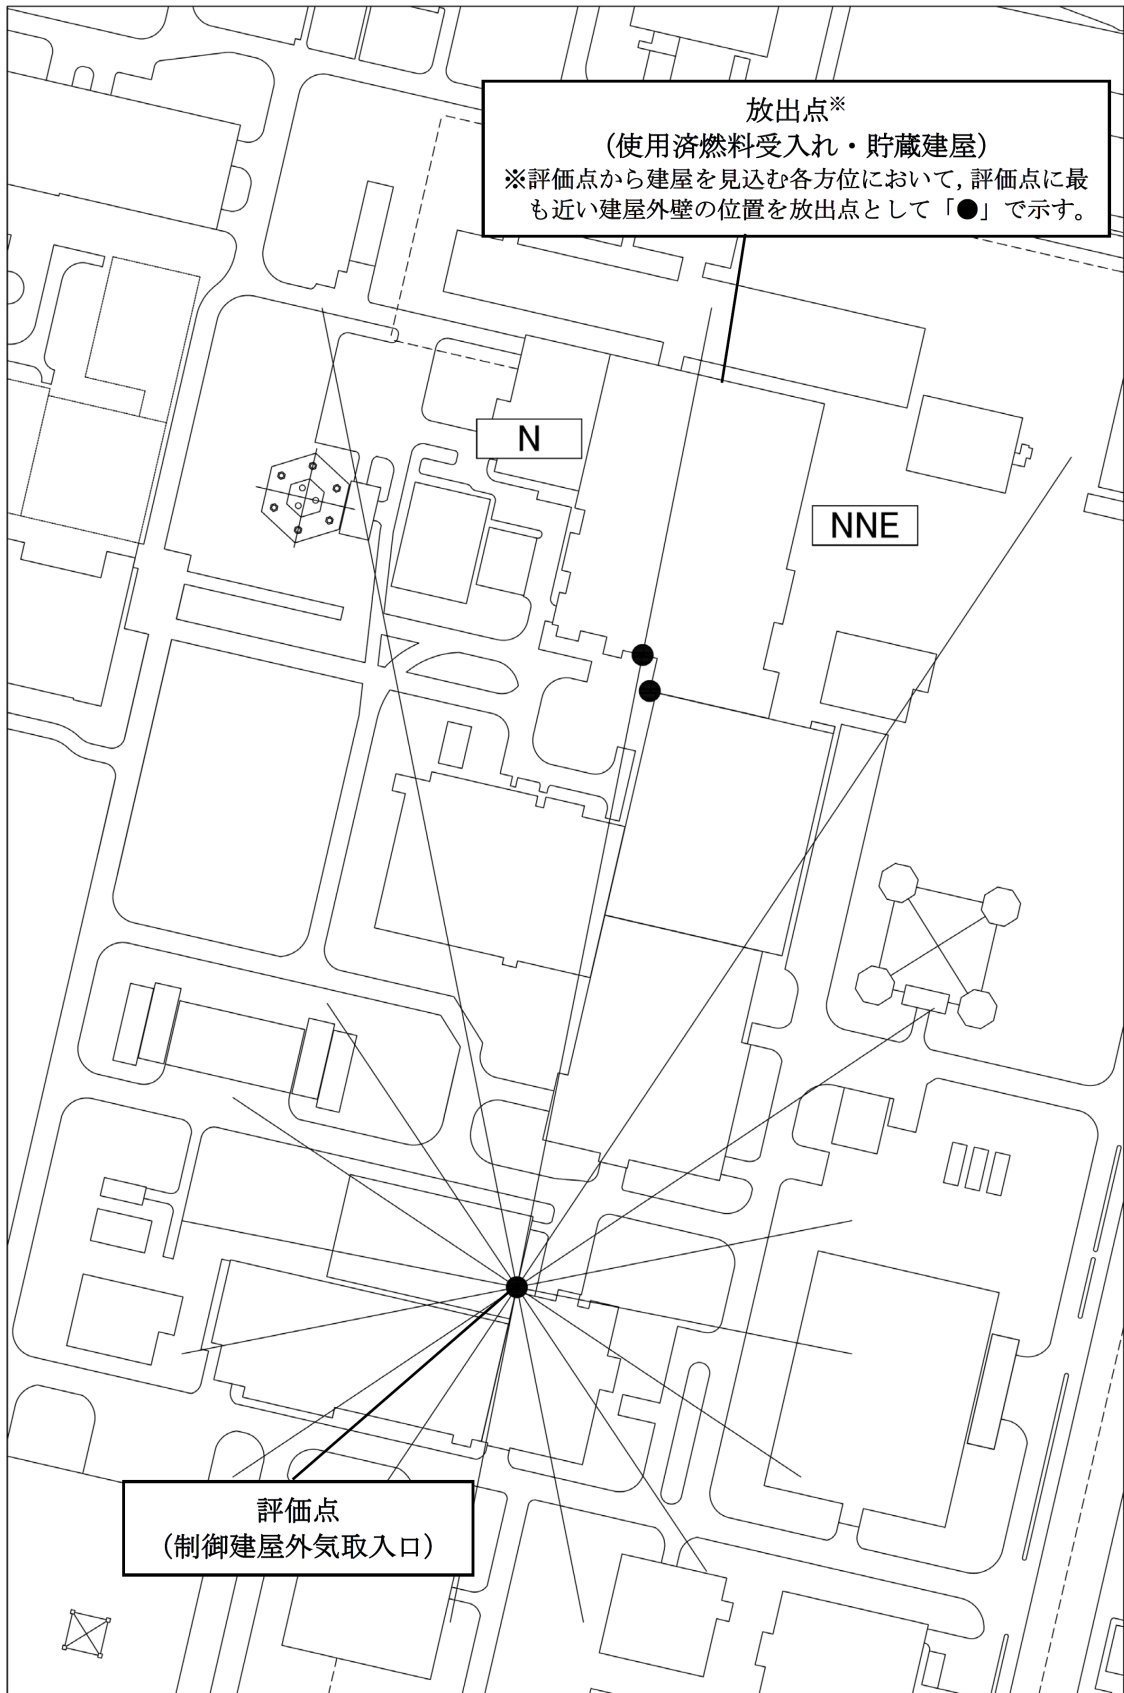 放出点※
（使用済燃料受入れ・貯蔵建屋）
※評価点から建屋を見込む各方位において，評価点に最
も近い建屋外壁の位置を放出点として「●」で示す。
N
NNE
評価点
（制御建屋外気取入口）